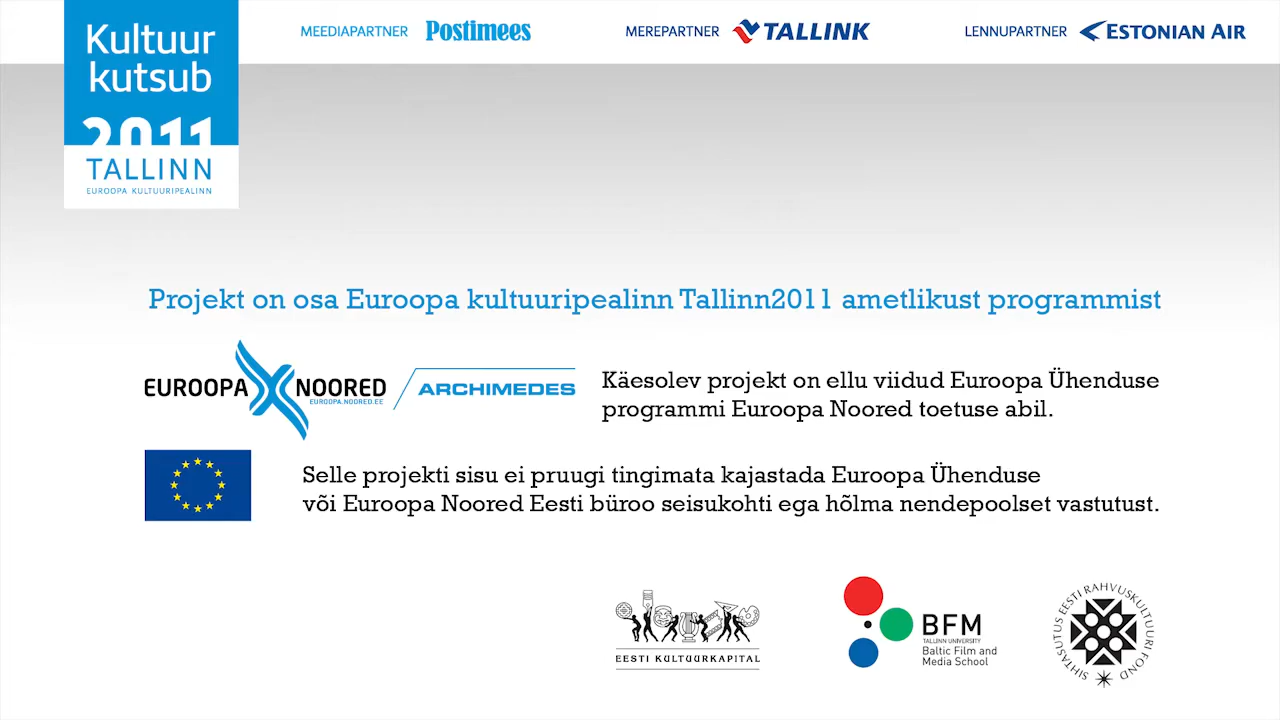 Kultuur
kutsub
2011
TALLINN
EUROOPA KULTUURIPEALINN
MEEDIAPARTNER Postimees
MEREPARTNER TALLINK
LENNUPARTNER ESTONIAN AIR
Projekt on osa Euroopa kultuuripealinn Tallinn2011 ametlikust programmist
EUROOPA NOORED
EUROOPA.NOORED.EE
ARCHIMEDES
Käesolev projekt on ellu viidud Euroopa Ühenduse
programmi Euroopa Noored toetuse abil.
Selle projekti sisu ei pruugi tingimata kajastada Euroopa Ühenduse
või Euroopa Noored Eesti büroo seisukohti ega hõlma nendepoolset vastutust.
EESTI KULTUURKAPITAL
BFM
TALLINN UNIVERSITY
Baltic Film and
Media School
SIHTASUTUS EESTI RAHVUSKULTUURI FOND